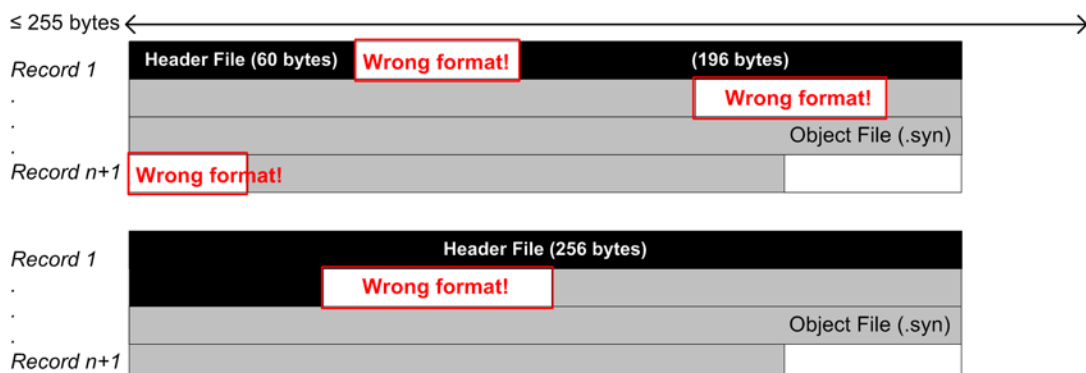 ≤ 255 bytes
Record 1
Header File (60 bytes) Wrong format! (196 bytes)
. Wrong format!
.
. Object File (.syn)
Record n+1 Wrong format!
Record 1
Header File (256 bytes)
. Wrong format!
.
. Object File (.syn)
Record n+1